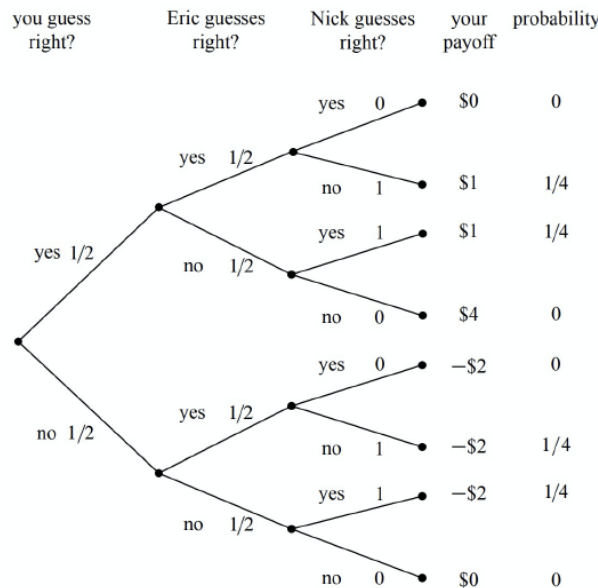 you guess right? Eric guesses right? Nick guesses right? your payoff probability
yes 0 $0 0
yes 1/2
no 1 $1 1/4
yes 1 $1 1/4
yes 1/2
no 1/2
no 0 $4 0
yes 0 −$2 0
yes 1/2
no 1/2
no 1 −$2 1/4
yes 1 −$2 1/4
no 1/2
no 0 $0 0